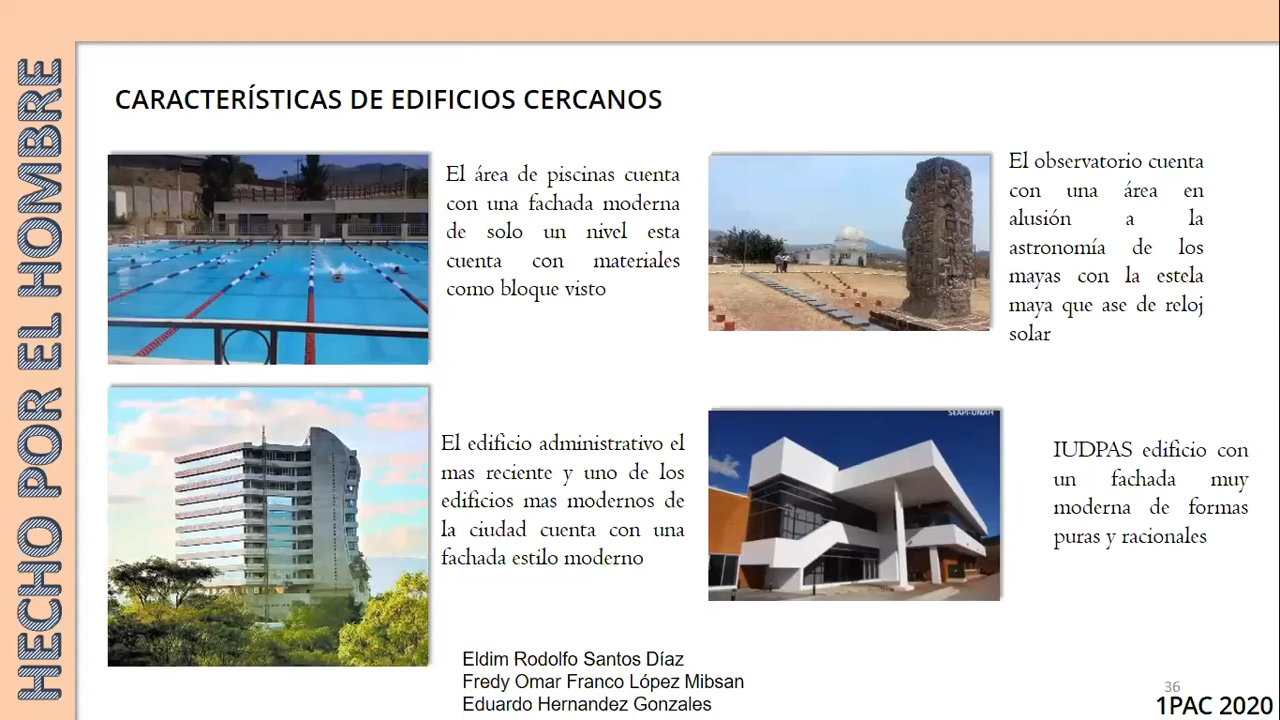 HECHO POR EL HOMBRE
CARACTERÍSTICAS DE EDIFICIOS CERCANOS
El área de piscinas cuenta
con una fachada moderna
de solo un nivel esta
cuenta con materiales
como bloque visto
El observatorio cuenta
con una área en
alusión a la
astronomía de los
mayas con la estela
maya que ase de reloj
solar
El edificio administrativo el
mas reciente y uno de los
edificios mas modernos de
la ciudad cuenta con una
fachada estilo moderno
SEAPI-UNAH
IUDPAS edificio con
un fachada muy
moderna de formas
puras y racionales
Eldim Rodolfo Santos Díaz
Fredy Omar Franco López Mibsan
Eduardo Hernandez Gonzales
36
1PAC 2020